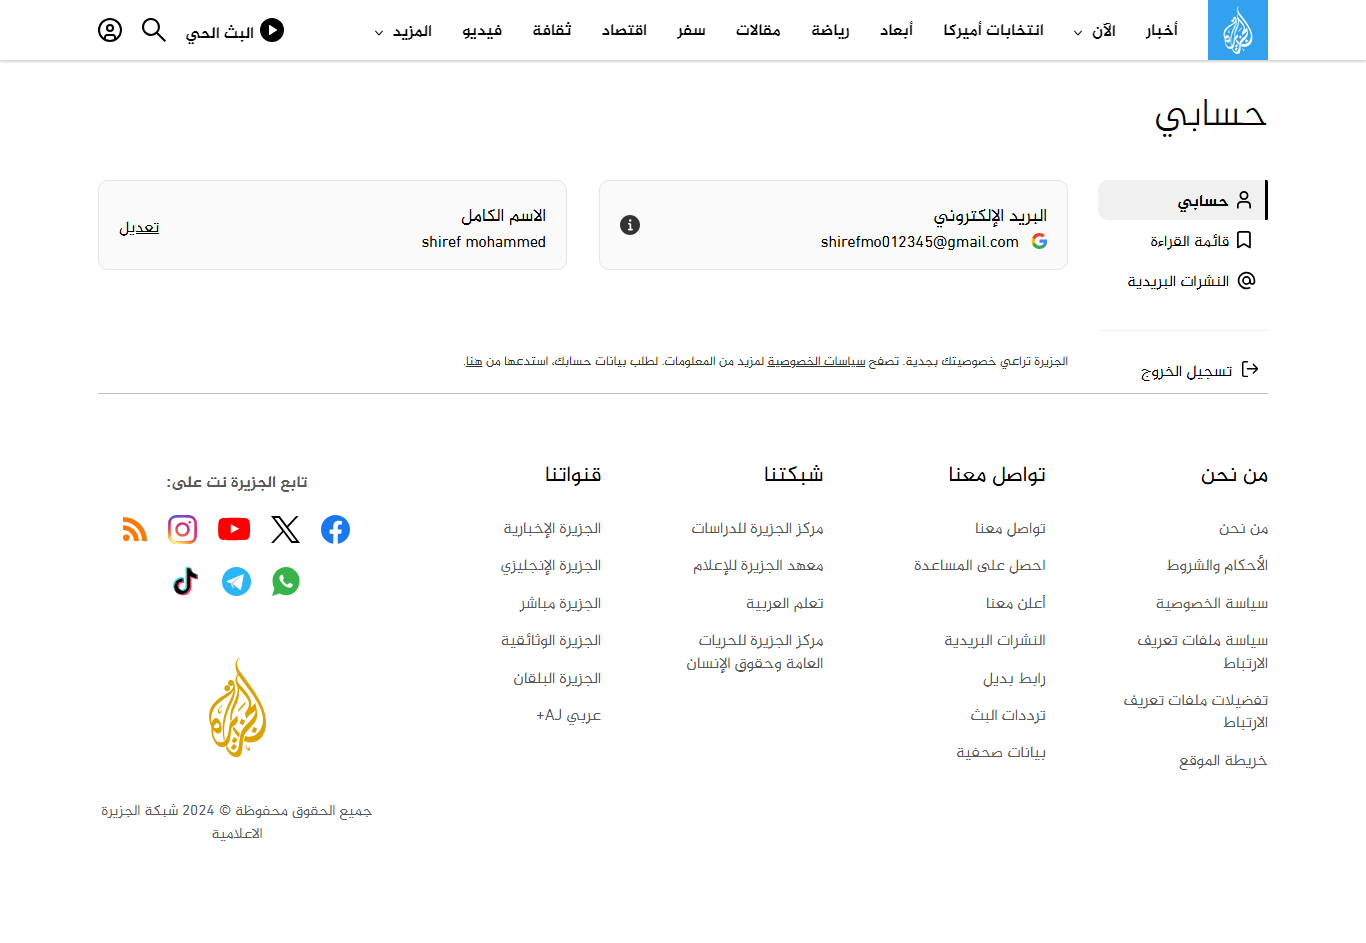 أخبار
الآن
انتخابات أميركا
أبعاد
رياضة
مقالات
سفر
اقتصاد
ثقافة
فيديو
المزيد
البث الحي
حسابي
حسابي
قائمة القراءة
النشرات البريدية
تسجيل الخروج
البريد الإلكتروني
shirefmo012345@gmail.com
الاسم الكامل
shiref mohammed
تعديل
الجزيرة تراعي خصوصيتك بجدية. تصفح سياسات الخصوصية لمزيد من المعلومات. لطلب بيانات حسابك، استدعها من هنا.
من نحن
من نحن
الأحكام والشروط
سياسة الخصوصية
سياسة ملفات تعريف
الارتباط
تفضيلات ملفات تعريف
الارتباط
خريطة الموقع
تواصل معنا
تواصل معنا
احصل على المساعدة
أعلن معنا
النشرات البريدية
رابط بديل
ترددات البث
بيانات صحفية
شبكتنا
مركز الجزيرة للدراسات
معهد الجزيرة للإعلام
تعلم العربية
مركز الجزيرة للحريات
العامة وحقوق الإنسان
قنواتنا
الجزيرة الإخبارية
الجزيرة الإنجليزي
الجزيرة مباشر
الجزيرة الوثائقية
الجزيرة البلقان
عربي AJ+
تابع الجزيرة نت على:
جميع الحقوق محفوظة © 2024 شبكة الجزيرة
الاعلامية